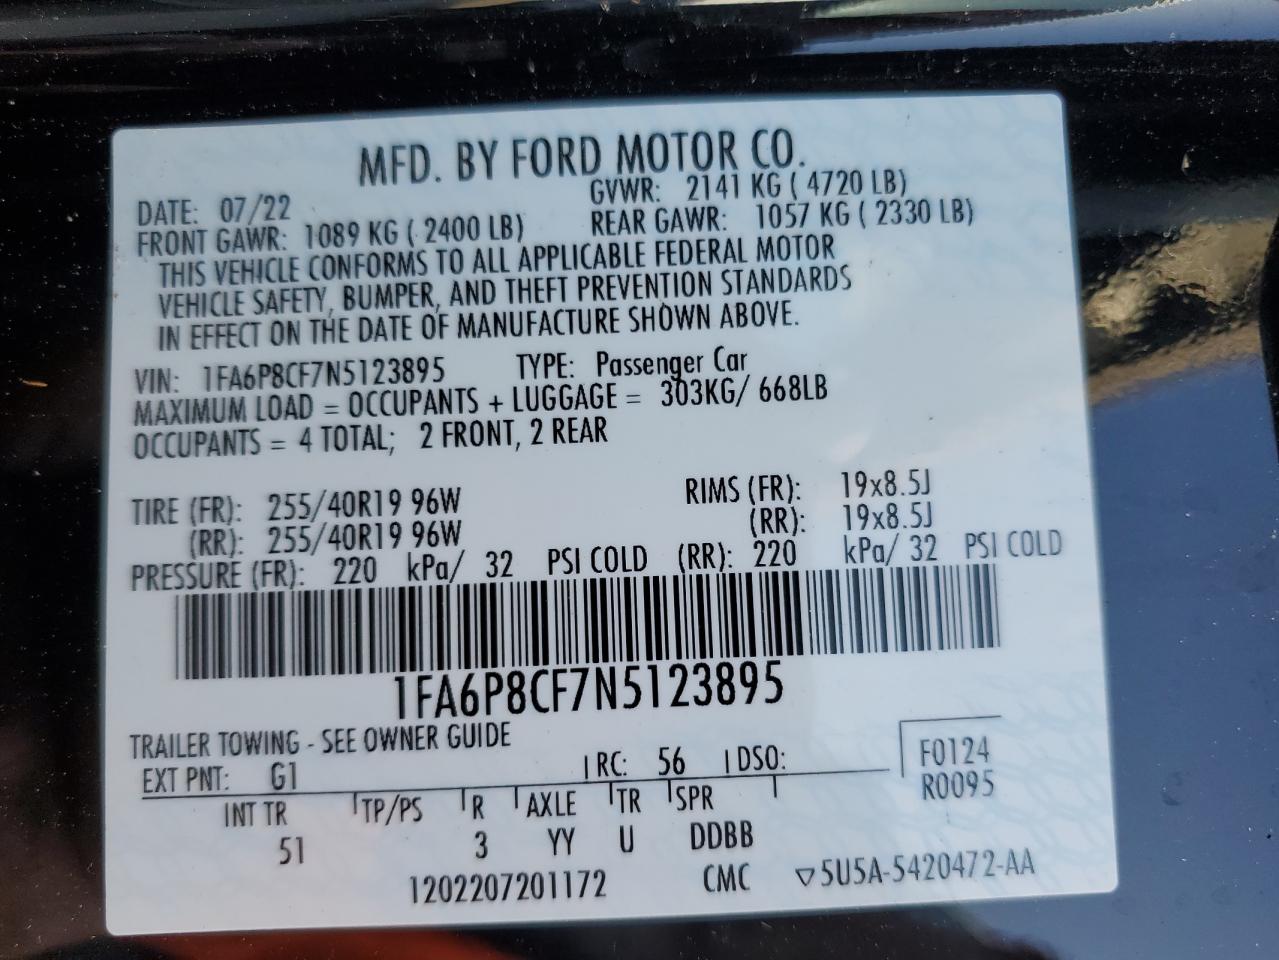 MFD. BY FORD MOTOR CO.
DATE: 07/22 GVWR: 2141 KG ( 4720 LB)
FRONT GAWR: 1089 KG ( 2400 LB) REAR GAWR: 1057 KG ( 2330 LB)
THIS VEHICLE CONFORMS TO ALL APPLICABLE FEDERAL MOTOR
VEHICLE SAFETY, BUMPER, AND THEFT PREVENTION STANDARDS
IN EFFECT ON THE DATE OF MANUFACTURE SHOWN ABOVE.
VIN: 1FA6P8CF7N5123895 TYPE: Passenger Car
MAXIMUM LOAD = OCCUPANTS + LUGGAGE = 303KG/ 668LB
OCCUPANTS = 4 TOTAL; 2 FRONT, 2 REAR
TIRE (FR): 255/40R19 96W RIMS (FR): 19x8.5J
(RR): 255/40R19 96W (RR): 19x8.5J
PRESSURE (FR): 220 kPa/ 32 PSI COLD (RR): 220 kPa/ 32 PSI COLD
1FA6P8CF7N5123895
TRAILER TOWING - SEE OWNER GUIDE
EXT PNT: G1 RC: 56 DSO: F0124
R0095
INT TR TP/PS R AXLE TR SPR
51 3 YY U DDBB
1202207201172 CMC ▽5U5A-5420472-AA